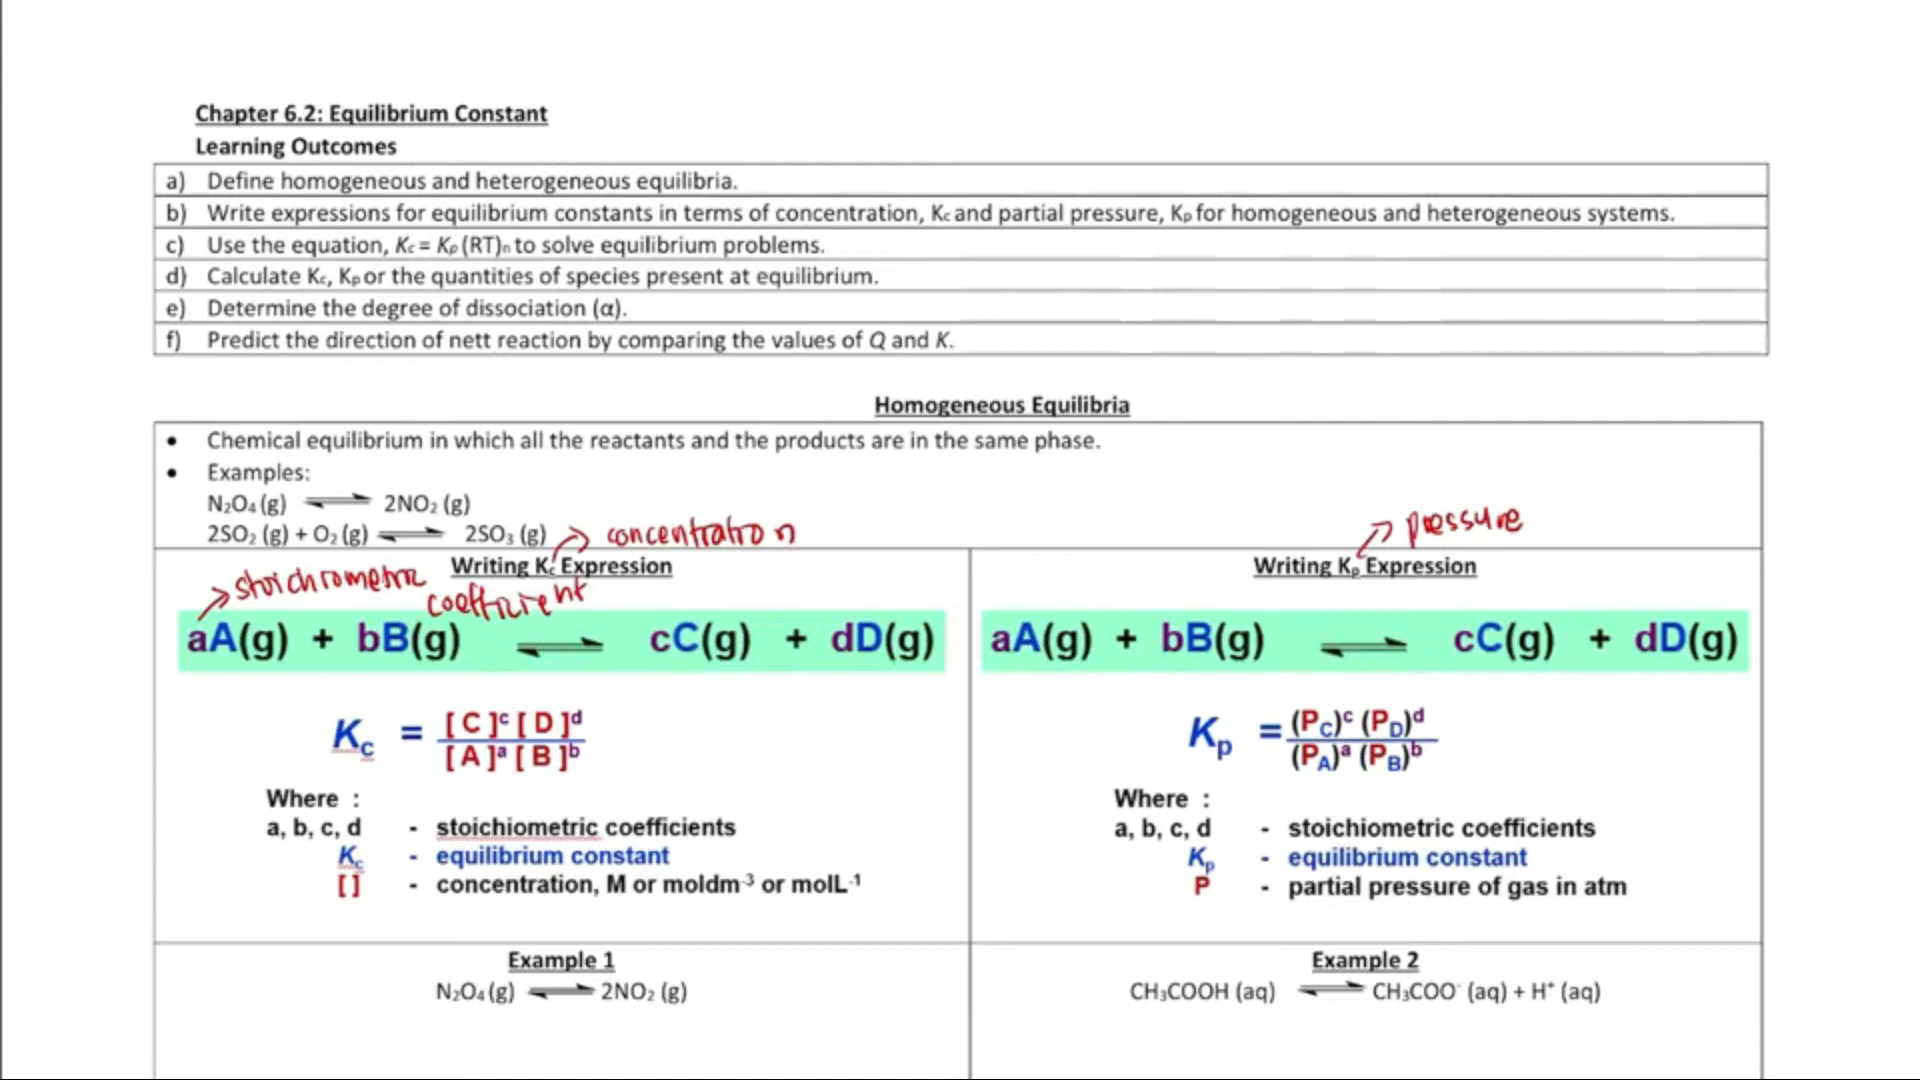 Chapter 6.2: Equilibrium Constant
Learning Outcomes
a) Define homogeneous and heterogeneous equilibria.
b) Write expressions for equilibrium constants in terms of concentration, Kc and partial pressure, Kp for homogeneous and heterogeneous systems.
c) Use the equation, Kc = Kp (RT)n to solve equilibrium problems.
d) Calculate Kc, Kp or the quantities of species present at equilibrium.
e) Determine the degree of dissociation (α).
f) Predict the direction of nett reaction by comparing the values of Q and K.
Homogeneous Equilibria
• Chemical equilibrium in which all the reactants and the products are in the same phase.
• Examples:
N₂O₄ (g) ⇌ 2NO₂ (g)
2SO₂ (g) + O₂ (g) ⇌ 2SO₃ (g)
concentration
Writing Kc Expression
stoichiometric
coefficient
aA(g) + bB(g) ⇌ cC(g) + dD(g)
Kc = [ C ]ᶜ [ D ]ᵈ
[ A ]ᵃ [ B ]ᵇ
Where :
a, b, c, d - stoichiometric coefficients
Kc - equilibrium constant
[ ] - concentration, M or moldm⁻³ or molL⁻¹
pressure
Writing Kp Expression
aA(g) + bB(g) ⇌ cC(g) + dD(g)
Kp = (PC)ᶜ (PD)ᵈ
(PA)ᵃ (PB)ᵇ
Where :
a, b, c, d - stoichiometric coefficients
Kp - equilibrium constant
P - partial pressure of gas in atm
Example 1
N₂O₄ (g) ⇌ 2NO₂ (g)
Example 2
CH₃COOH (aq) ⇌ CH₃COO⁻ (aq) + H⁺ (aq)